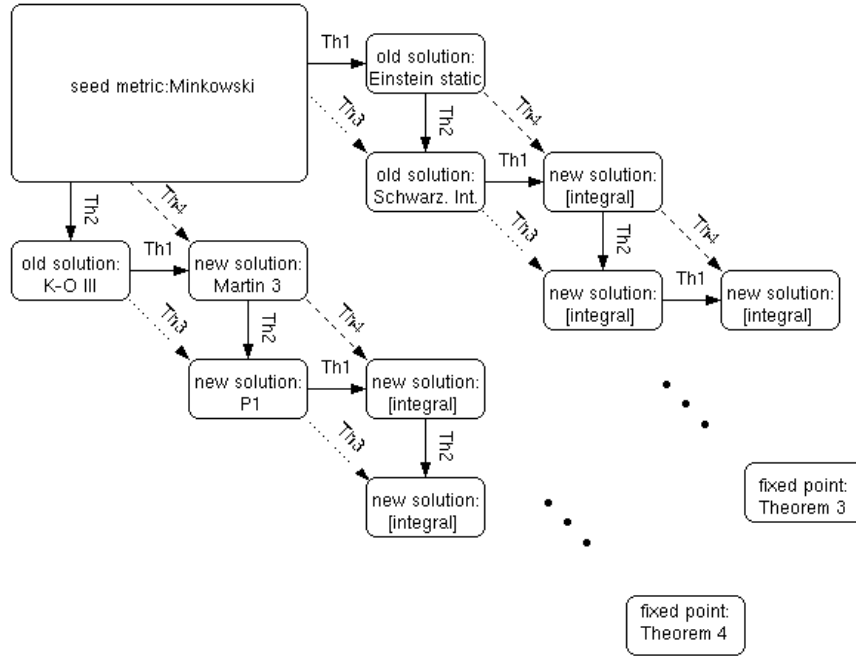 seed metric:Minkowski
Th1
old solution:
Einstein static
Th3
Th2
Th4
old solution:
Schwarz. Int.
Th1
new solution:
[integral]
Th2
Th4
Th3
Th2
Th4
old solution:
K-O III
Th1
new solution:
Martin 3
new solution:
[integral]
Th1
new solution:
[integral]
Th3
Th2
Th4
new solution:
P1
Th1
new solution:
[integral]
Th3
Th2
new solution:
[integral]
fixed point:
Theorem 3
fixed point:
Theorem 4